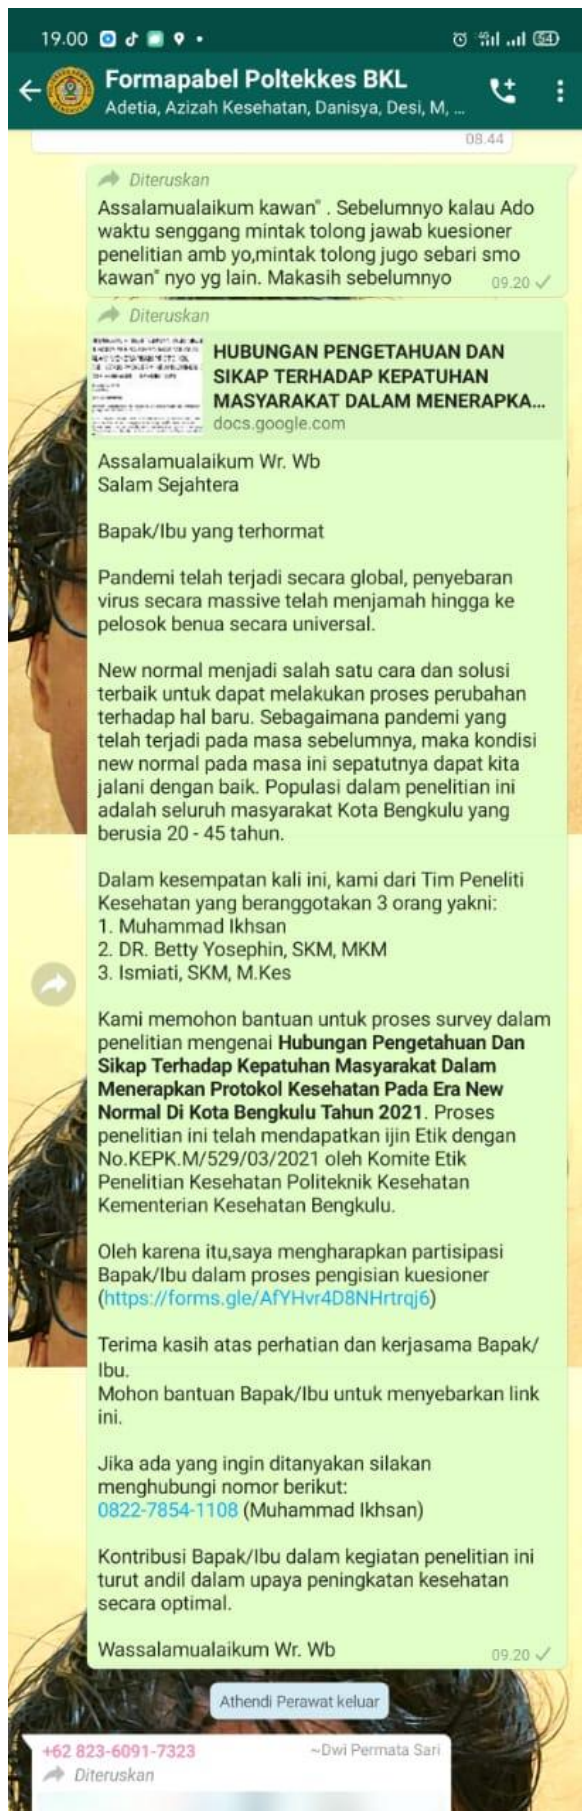 19.00
54
Formapabel Poltekkes BKL
Adetia, Azizah Kesehatan, Danisya, Desi, M, ...
08.44
Diteruskan
Assalamualaikum kawan" . Sebelumnyo kalau Ado
waktu senggang mintak tolong jawab kuesioner
penelitian amb yo,mintak tolong jugo sebari smo
kawan" nyo yg lain. Makasih sebelumnyo
09.20
Diteruskan
HUBUNGAN PENGETAHUAN DAN
SIKAP TERHADAP KEPATUHAN
MASYARAKAT DALAM MENERAPKA...
docs.google.com
Assalamualaikum Wr. Wb
Salam Sejahtera
Bapak/Ibu yang terhormat
Pandemi telah terjadi secara global, penyebaran
virus secara massive telah menjamah hingga ke
pelosok benua secara universal.
New normal menjadi salah satu cara dan solusi
terbaik untuk dapat melakukan proses perubahan
terhadap hal baru. Sebagaimana pandemi yang
telah terjadi pada masa sebelumnya, maka kondisi
new normal pada masa ini sepatutnya dapat kita
jalani dengan baik. Populasi dalam penelitian ini
adalah seluruh masyarakat Kota Bengkulu yang
berusia 20 - 45 tahun.
Dalam kesempatan kali ini, kami dari Tim Peneliti
Kesehatan yang beranggotakan 3 orang yakni:
1. Muhammad Ikhsan
2. DR. Betty Yosephin, SKM, MKM
3. Ismiati, SKM, M.Kes
Kami memohon bantuan untuk proses survey dalam
penelitian mengenai Hubungan Pengetahuan Dan
Sikap Terhadap Kepatuhan Masyarakat Dalam
Menerapkan Protokol Kesehatan Pada Era New
Normal Di Kota Bengkulu Tahun 2021. Proses
penelitian ini telah mendapatkan ijin Etik dengan
No.KEPK.M/529/03/2021 oleh Komite Etik
Penelitian Kesehatan Politeknik Kesehatan
Kementerian Kesehatan Bengkulu.
Oleh karena itu,saya mengharapkan partisipasi
Bapak/Ibu dalam proses pengisian kuesioner
(https://forms.gle/AfYHvr4D8NHrtrqj6)
Terima kasih atas perhatian dan kerjasama Bapak/
Ibu.
Mohon bantuan Bapak/Ibu untuk menyebarkan link
ini.
Jika ada yang ingin ditanyakan silakan
menghubungi nomor berikut:
0822-7854-1108 (Muhammad Ikhsan)
Kontribusi Bapak/Ibu dalam kegiatan penelitian ini
turut andil dalam upaya peningkatan kesehatan
secara optimal.
Wassalamualaikum Wr. Wb
09.20
Athendi Perawat keluar
+62 823-6091-7323 ~Dwi Permata Sari
Diteruskan